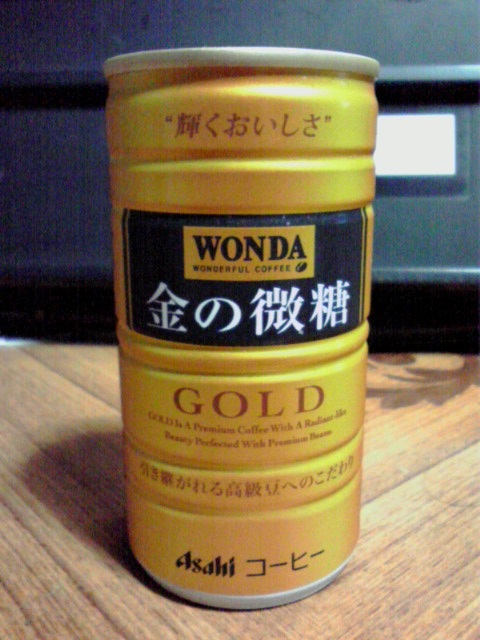 “輝くおいしさ”
WONDA
WONDERFUL COFFEE
金の微糖
GOLD
GOLD Is A Premium Coffee With A Radiant-like
Beauty Perfected With Premium Beans
引き継がれる高級豆へのこだわり
Asahi コーヒー